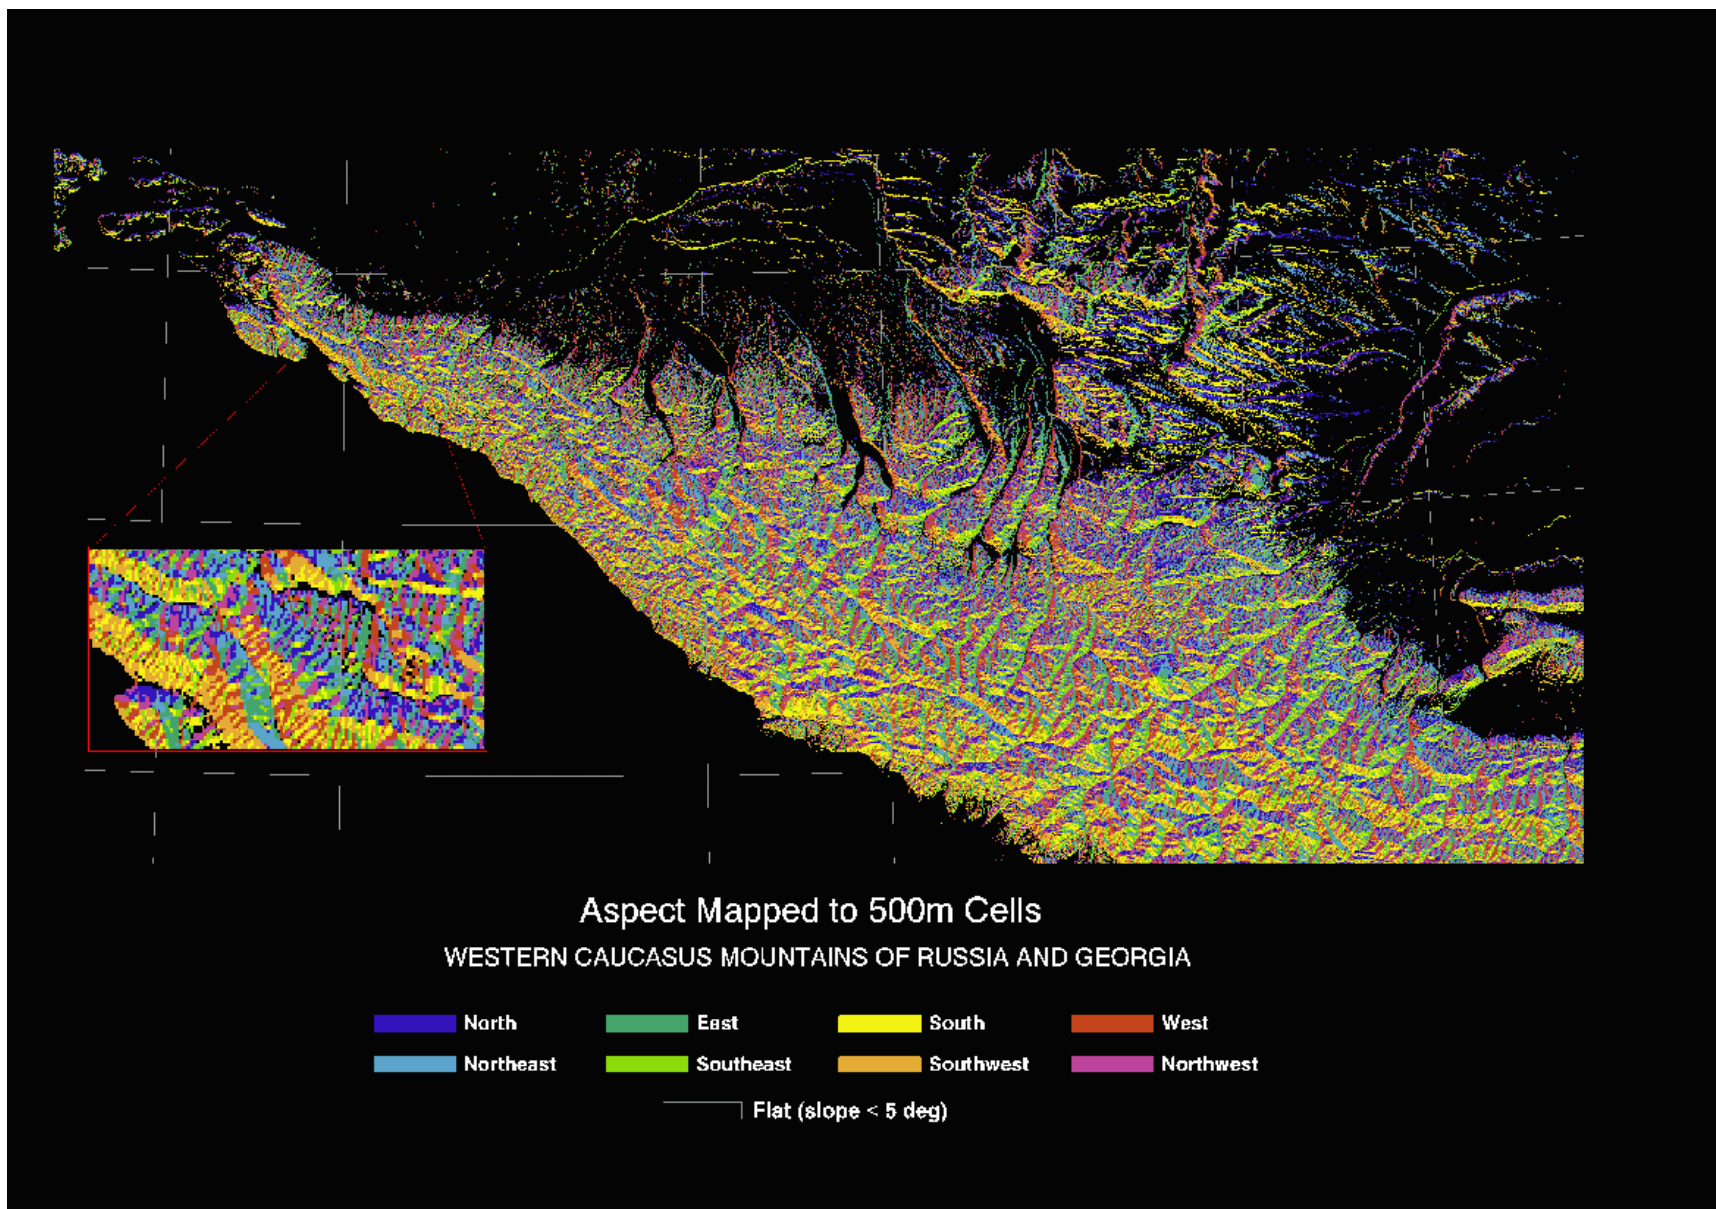 Aspect Mapped to 500m Cells
WESTERN CAUCASUS MOUNTAINS OF RUSSIA AND GEORGIA
North East South West
Northeast Southeast Southwest Northwest
Flat (slope < 5 deg)